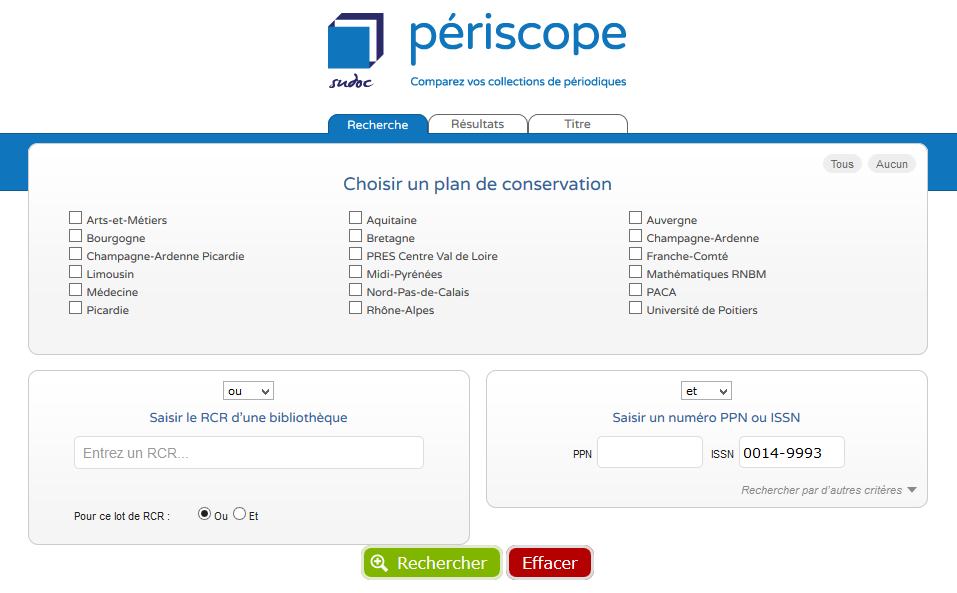 périscope
sudoc
Comparez vos collections de périodiques
Recherche Résultats Titre
Tous Aucun
Choisir un plan de conservation
Arts-et-Métiers Aquitaine Auvergne
Bourgogne Bretagne Champagne-Ardenne
Champagne-Ardenne Picardie PRES Centre Val de Loire Franche-Comté
Limousin Midi-Pyrénées Mathématiques RNBM
Médecine Nord-Pas-de-Calais PACA
Picardie Rhône-Alpes Université de Poitiers
ou
Saisir le RCR d'une bibliothèque
Entrez un RCR...
Pour ce lot de RCR : Ou Et
et
Saisir un numéro PPN ou ISSN
PPN ISSN 0014-9993
Rechercher par d'autres critères
Rechercher Effacer